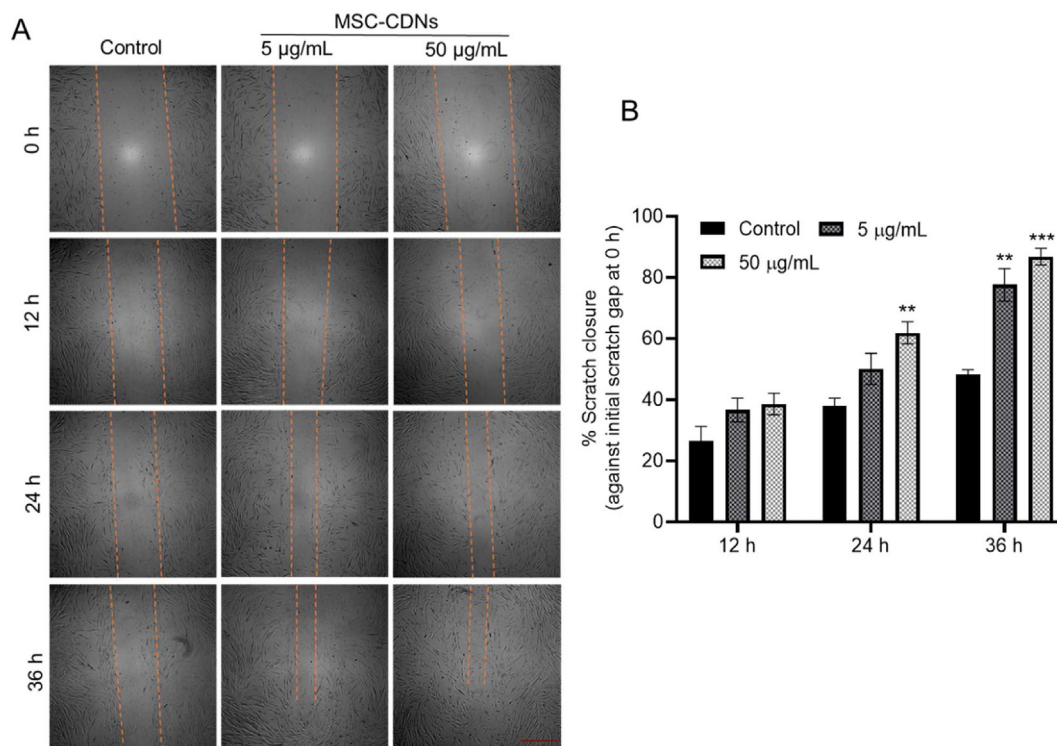 A
MSC-CDNs
Control
5 µg/mL
50 µg/mL
0 h
12 h
24 h
36 h
B
100
80
60
40
20
0
% Scratch closure
(against initial scratch gap at 0 h)
Control
5 µg/mL
50 µg/mL
**
**
***
12 h
24 h
36 h